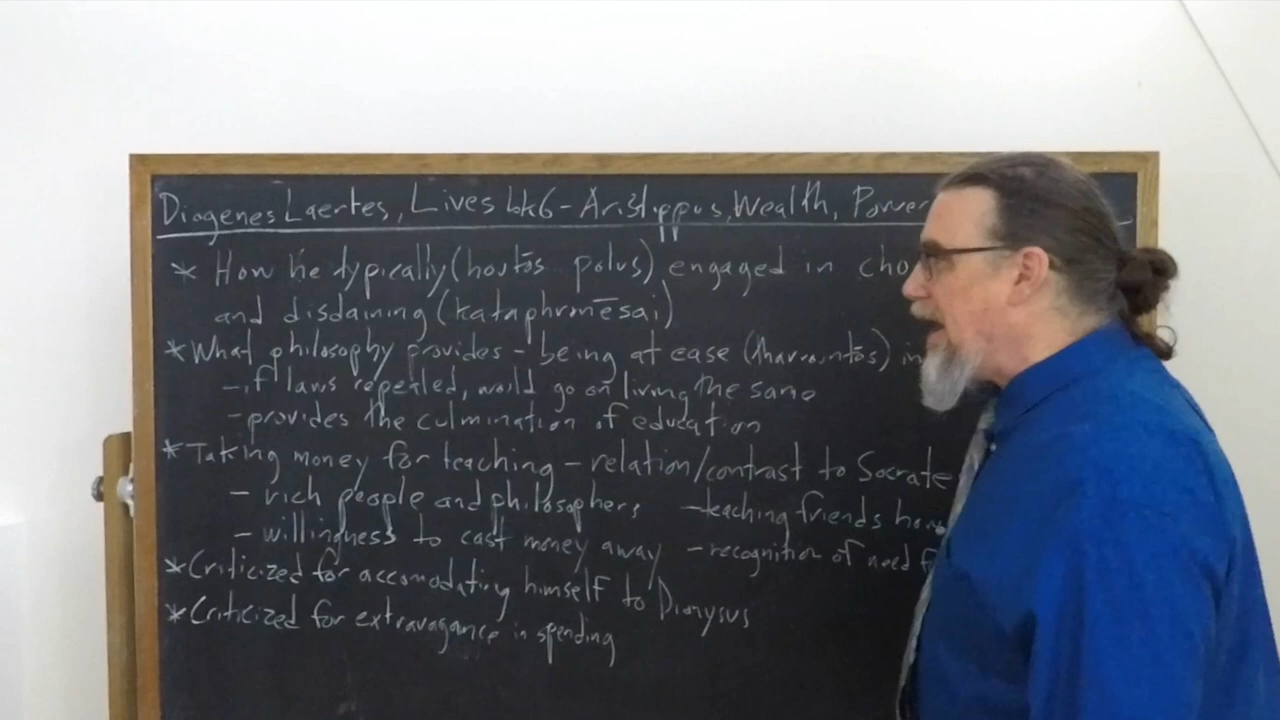 Diogenes Laertes, Lives bk6 - Aristippus, Wealth, Power
* How he typically (houtōs polus) engaged in cho
and disdaining (kataphronēsai)
* What philosophy provides - being at ease (tharrountōs) in
- if laws repealed, would go on living the same
- provides the culmination of education
* Taking money for teaching - relation/contrast to Socrate
- rich people and philosophers - teaching friends how
- willingness to cast money away - recognition of need f
* Criticized for accomodating himself to Dionysus
* Criticized for extravagance in spending